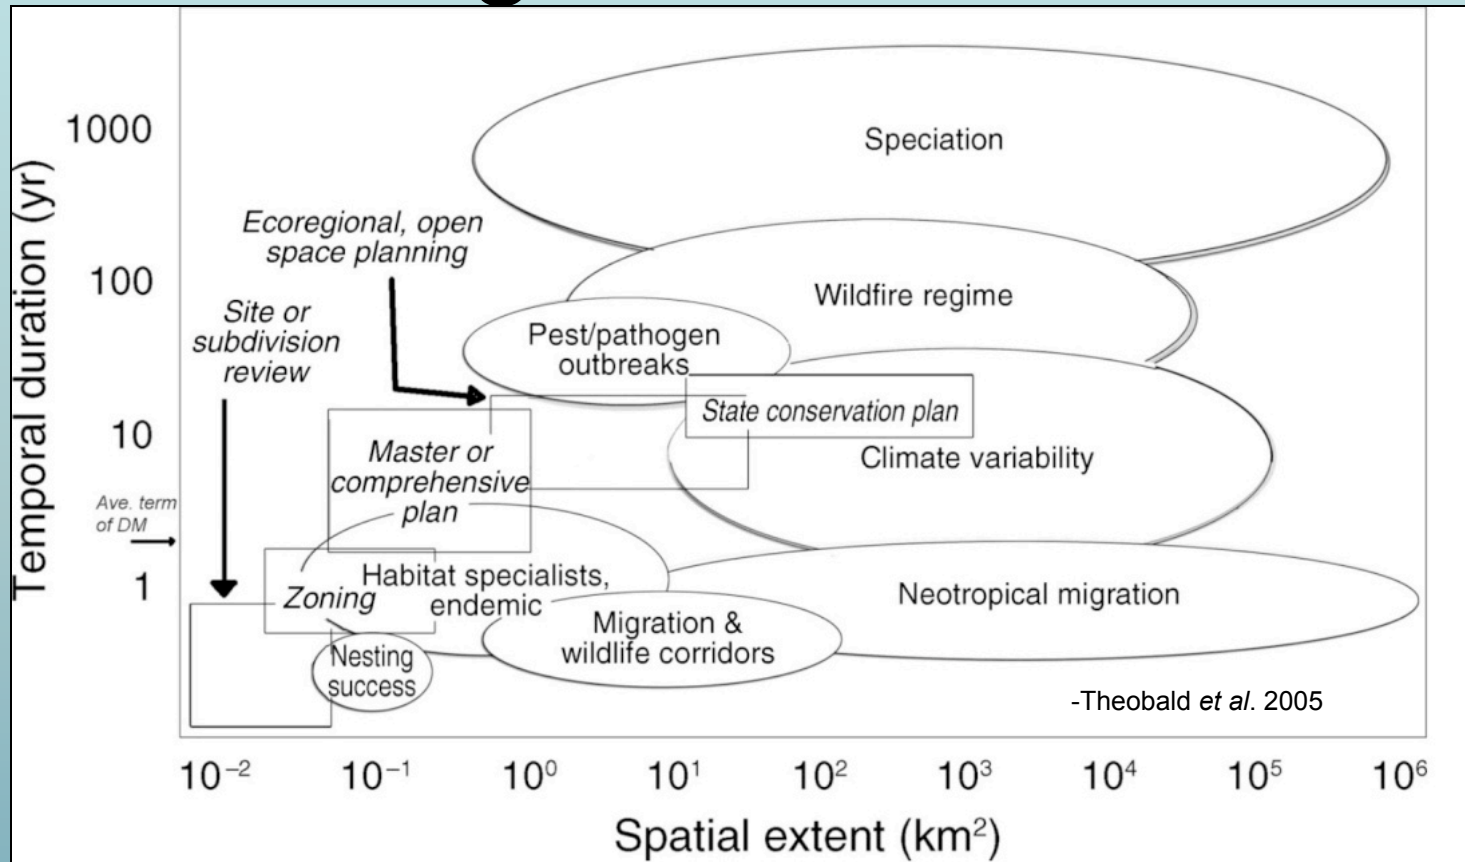 Temporal duration (yr)
1000
100
10
1
Ave. term
of DM
Speciation
Ecoregional, open
space planning
Wildfire regime
Site or
subdivision
review
Pest/pathogen
outbreaks
State conservation plan
Master or
comprehensive
plan
Climate variability
Zoning
Habitat specialists,
endemic
Neotropical migration
Migration &
wildlife corridors
Nesting
success
-Theobald et al. 2005
10⁻² 10⁻¹ 10⁰ 10¹ 10² 10³ 10⁴ 10⁵ 10⁶
Spatial extent (km²)